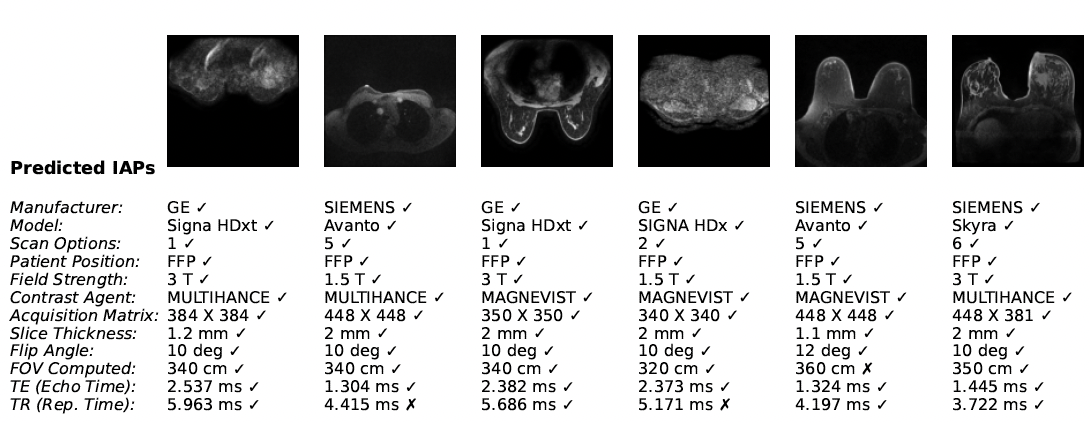 Predicted IAPs
Manufacturer: GE ✓ SIEMENS ✓ GE ✓ GE ✓ SIEMENS ✓ SIEMENS ✓
Model: Signa HDxt ✓ Avanto ✓ Signa HDxt ✓ SIGNA HDx ✓ Avanto ✓ Skyra ✓
Scan Options: 1 ✓ 5 ✓ 1 ✓ 2 ✓ 5 ✓ 6 ✓
Patient Position: FFP ✓ FFP ✓ FFP ✓ FFP ✓ FFP ✓ FFP ✓
Field Strength: 3 T ✓ 1.5 T ✓ 3 T ✓ 1.5 T ✓ 1.5 T ✓ 3 T ✓
Contrast Agent: MULTIHANCE ✓ MULTIHANCE ✓ MAGNEVIST ✓ MAGNEVIST ✓ MAGNEVIST ✓ MULTIHANCE ✓
Acquisition Matrix: 384 X 384 ✓ 448 X 448 ✓ 350 X 350 ✓ 340 X 340 ✓ 448 X 448 ✓ 448 X 381 ✓
Slice Thickness: 1.2 mm ✓ 2 mm ✓ 2 mm ✓ 2 mm ✓ 1.1 mm ✓ 2 mm ✓
Flip Angle: 10 deg ✓ 10 deg ✓ 10 deg ✓ 10 deg ✓ 12 deg ✓ 10 deg ✓
FOV Computed: 340 cm ✓ 340 cm ✓ 340 cm ✓ 320 cm ✓ 360 cm ✗ 350 cm ✓
TE (Echo Time): 2.537 ms ✓ 1.304 ms ✓ 2.382 ms ✓ 2.373 ms ✓ 1.324 ms ✓ 1.445 ms ✓
TR (Rep. Time): 5.963 ms ✓ 4.415 ms ✗ 5.686 ms ✓ 5.171 ms ✗ 4.197 ms ✓ 3.722 ms ✓